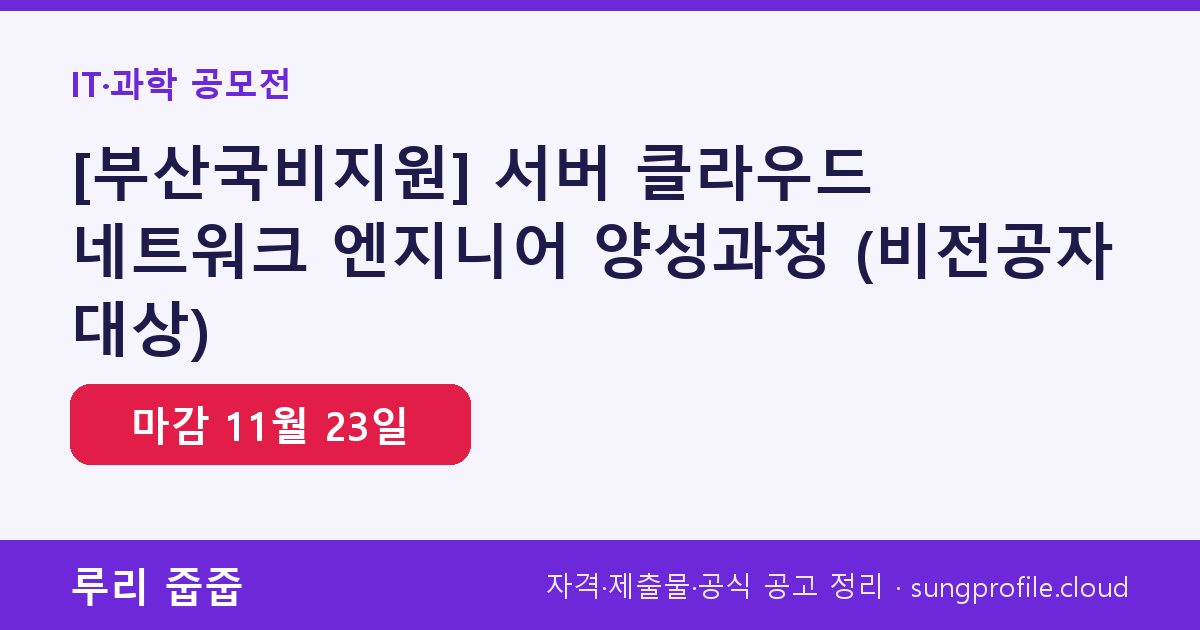 IT·과학 공모전
[부산국비지원] 서버 클라우드
네트워크 엔지니어 양성과정 (비전공자
대상)
마감 11월 23일
루리 줍줍
자격·제출물·공식 공고 정리 · sungprofile.cloud